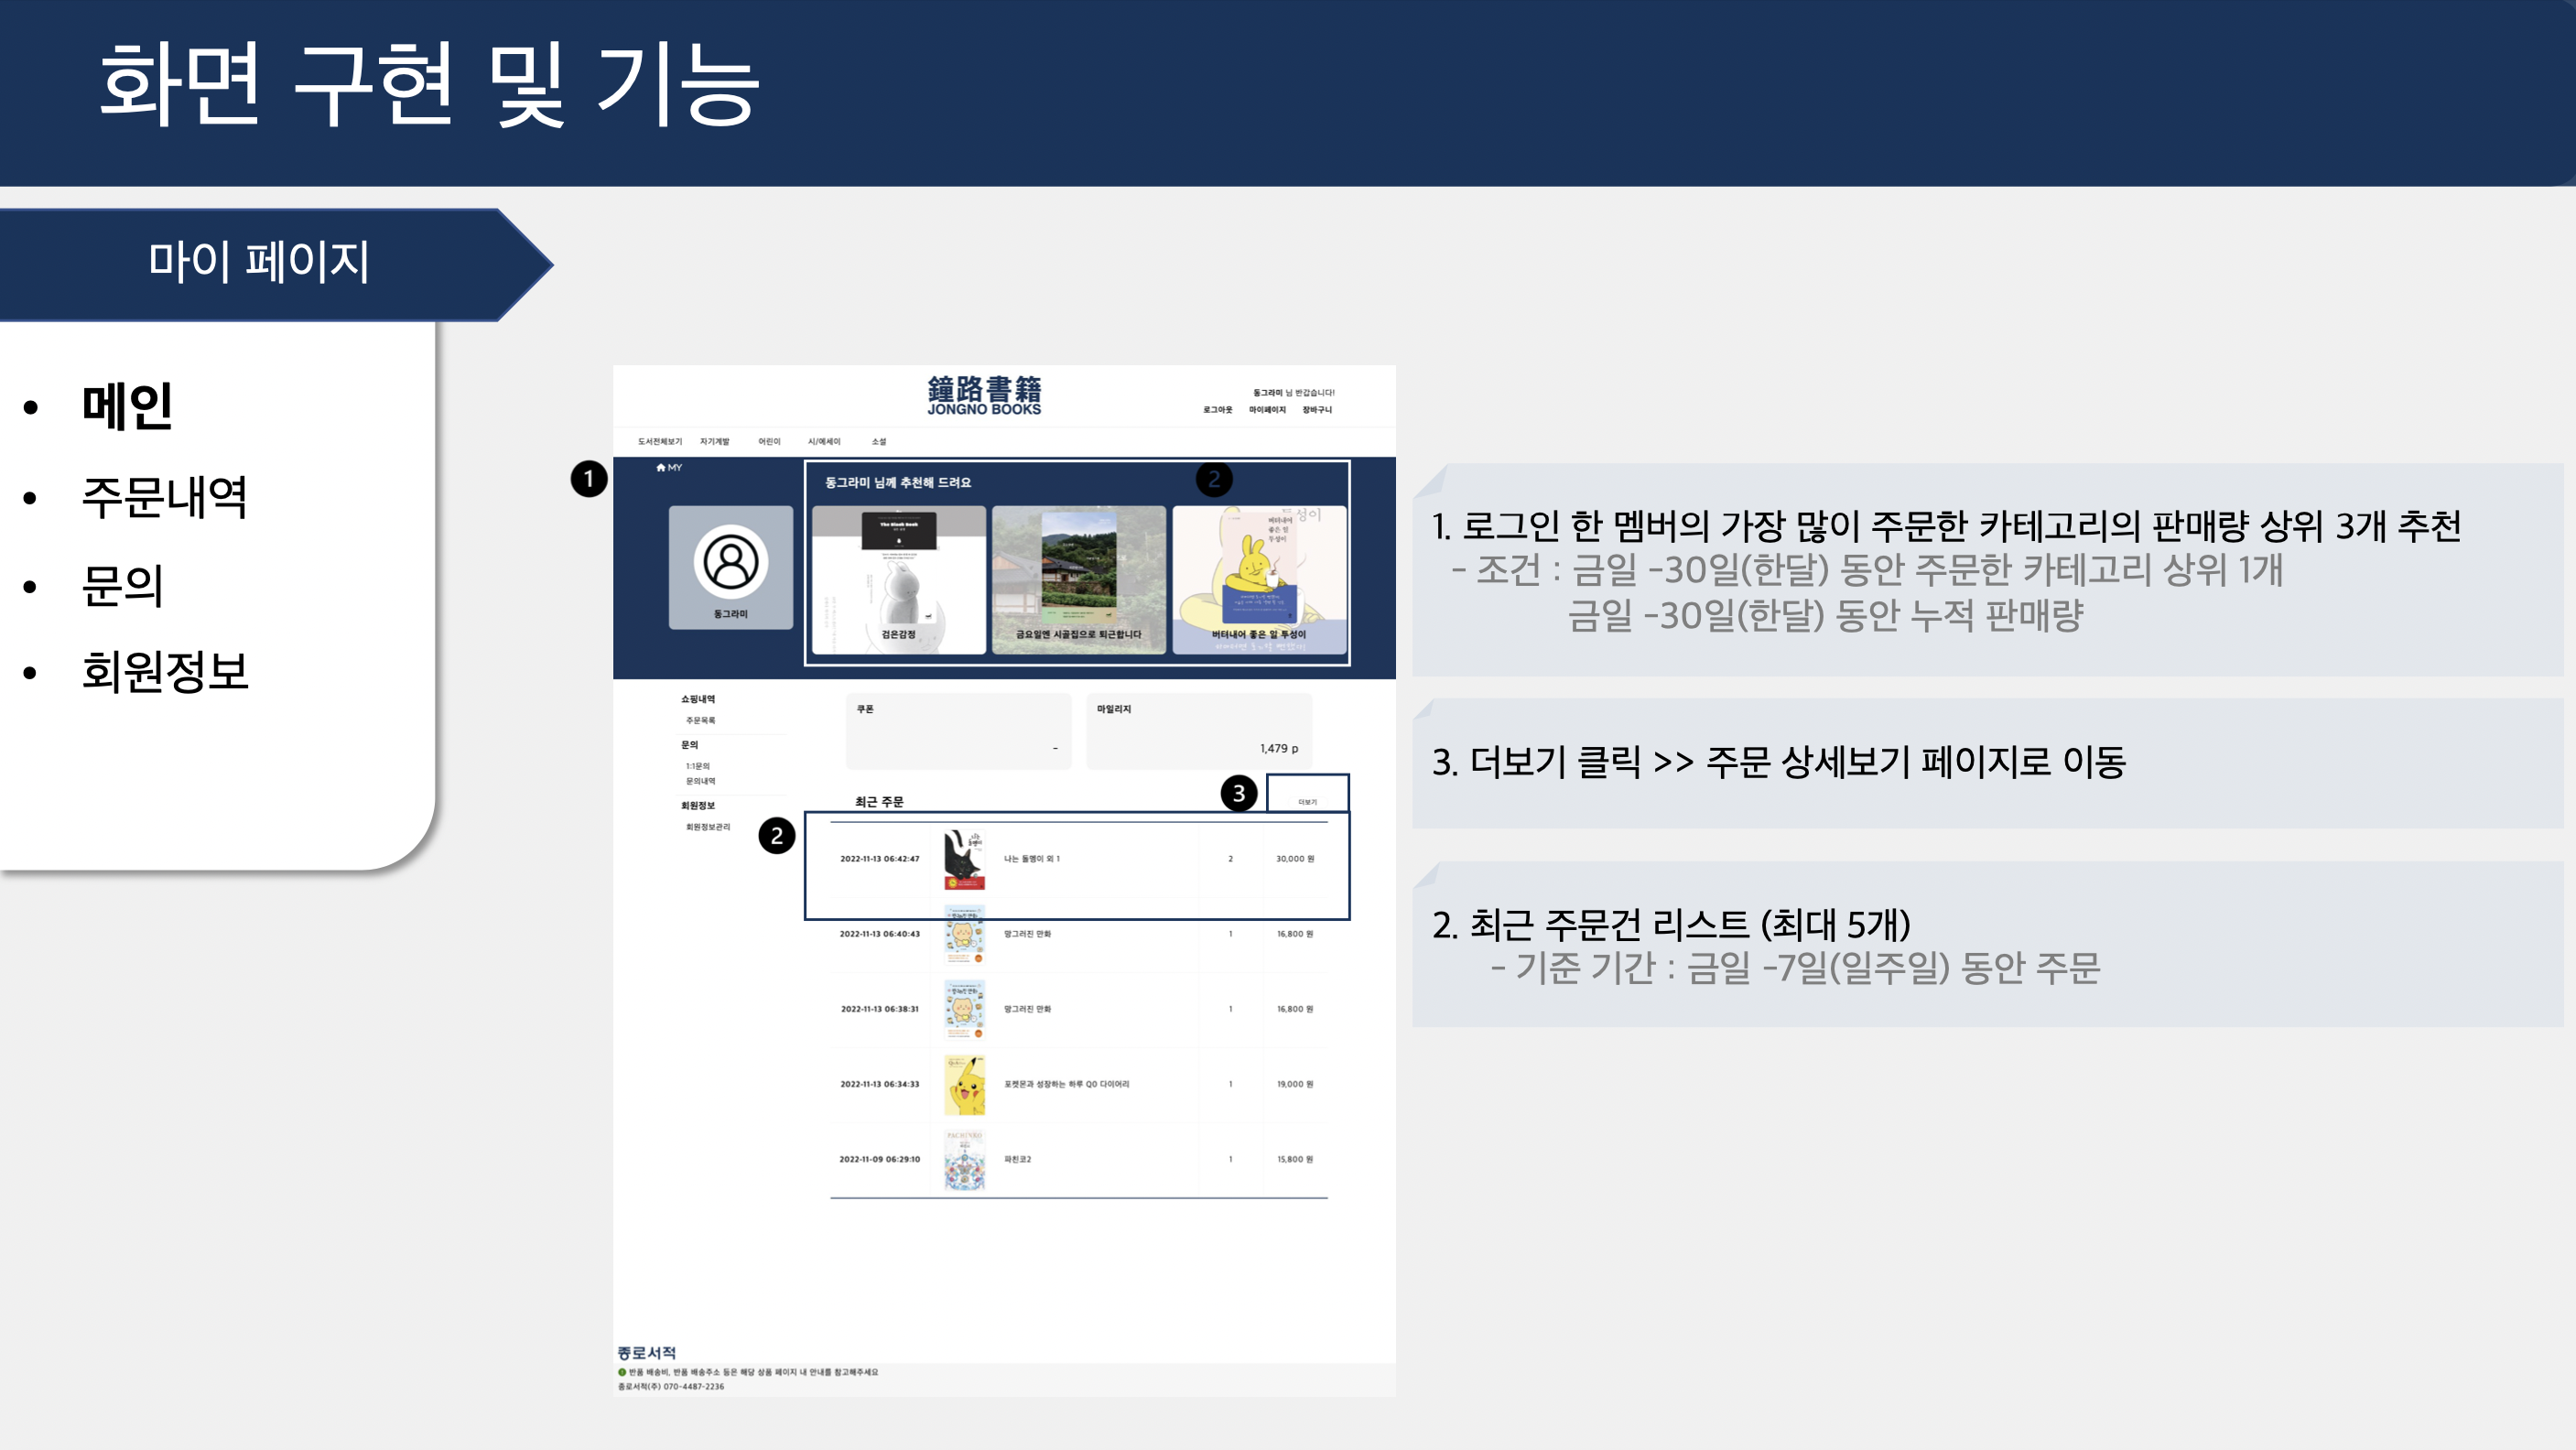 화면 구현 및 기능
마이 페이지
• 메인
• 주문내역
• 문의
• 회원정보
鐘路書籍
JONGNO BOOKS
동그라미 님 반갑습니다!
로그아웃 마이페이지 장바구니
도서전체보기 자기계발 어린이 시/에세이 소설
1
MY
동그라미 님께 추천해 드려요
2
동그라미
The Black Book
검은감정
금요일엔 시골집으로 퇴근합니다
버터내어
좋은 일
투성이
버터내어 좋은 일 투성이
쇼핑내역
주문목록
문의
1:1문의
문의내역
회원정보
회원정보관리
쿠폰
-
마일리지
1,479 p
최근 주문
3
더보기
2
2022-11-13 06:42:47 나는 돌멩이 외 1 2 30,000 원
2022-11-13 06:40:43 망그러진 만화 1 16,800 원
2022-11-13 06:38:31 망그러진 만화 1 16,800 원
2022-11-13 06:34:33 포켓몬과 성장하는 하루 QO 다이어리 1 19,000 원
PACHINKO
2022-11-09 06:29:10 파친코2 1 15,800 원
종로서적
반품 배송비, 반품 배송주소 등은 해당 상품 페이지 내 안내를 참고해주세요
종로서적(주) 070-4487-2236
1. 로그인 한 멤버의 가장 많이 주문한 카테고리의 판매량 상위 3개 추천
- 조건 : 금일 -30일(한달) 동안 주문한 카테고리 상위 1개
금일 -30일(한달) 동안 누적 판매량
3. 더보기 클릭 >> 주문 상세보기 페이지로 이동
2. 최근 주문건 리스트 (최대 5개)
- 기준 기간 : 금일 -7일(일주일) 동안 주문